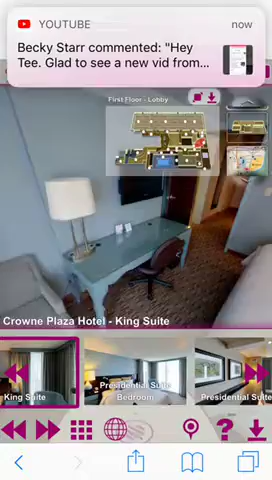 YOUTUBE
now
Becky Starr commented: "Hey
Tee. Glad to see a new vid from...
First Floor - Lobby
Crowne Plaza Hotel - King Suite
King Suite
Presidential Suite
Bedroom
Presidential Suite